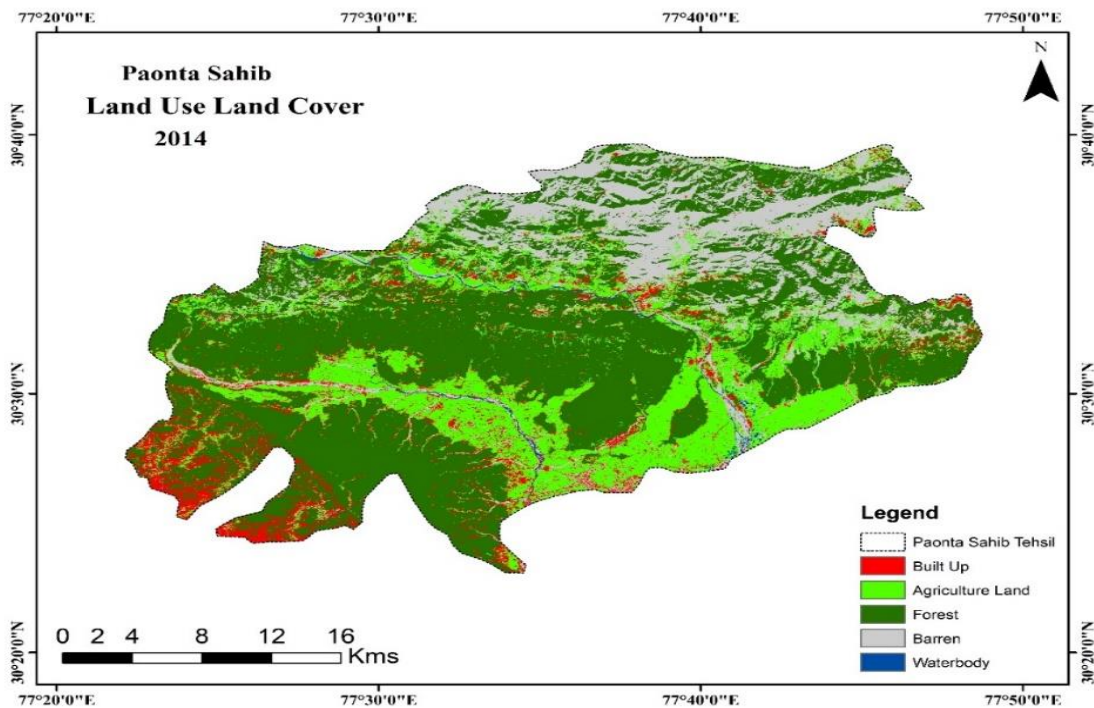 77°20'0"E 77°30'0"E 77°40'0"E 77°50'0"E
Paonta Sahib
Land Use Land Cover
2014
N
30°40'0"N 30°40'0"N
30°30'0"N 30°30'0"N
Legend
Paonta Sahib Tehsil
Built Up
Agriculture Land
Forest
Barren
Waterbody
0 2 4 8 12 16
Kms
30°20'0"N 30°20'0"N
77°20'0"E 77°30'0"E 77°40'0"E 77°50'0"E